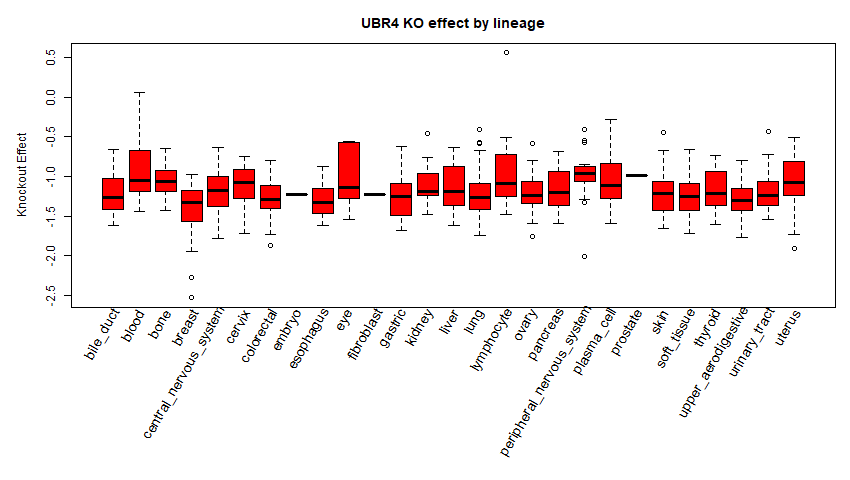 UBR4 KO effect by lineage
Knockout Effect
0.5
0.0
-0.5
-1.0
-1.5
-2.0
-2.5
bile_duct
blood
bone
breast
central_nervous_system
cervix
colorectal
embryo
esophagus
eye
fibroblast
gastric
kidney
liver
lung
lymphocyte
ovary
pancreas
peripheral_nervous_system
plasma_cell
prostate
skin
soft_tissue
thyroid
upper_aerodigestive
urinary_tract
uterus